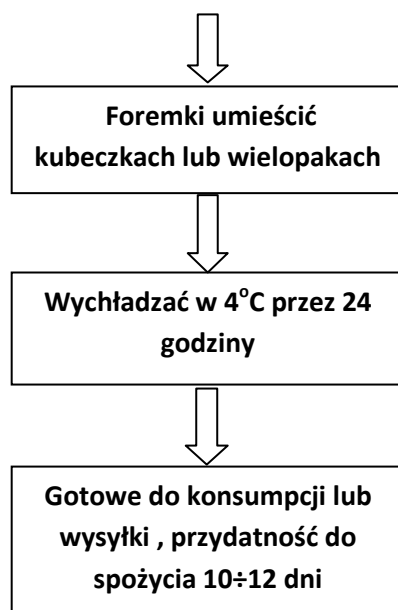 Foremki umieścić
kubeczkach lub wielopakach
Wychładzać w 4°C przez 24
godziny
Gotowe do konsumpcji lub
wysyłki , przydatność do
spożycia 10÷12 dni